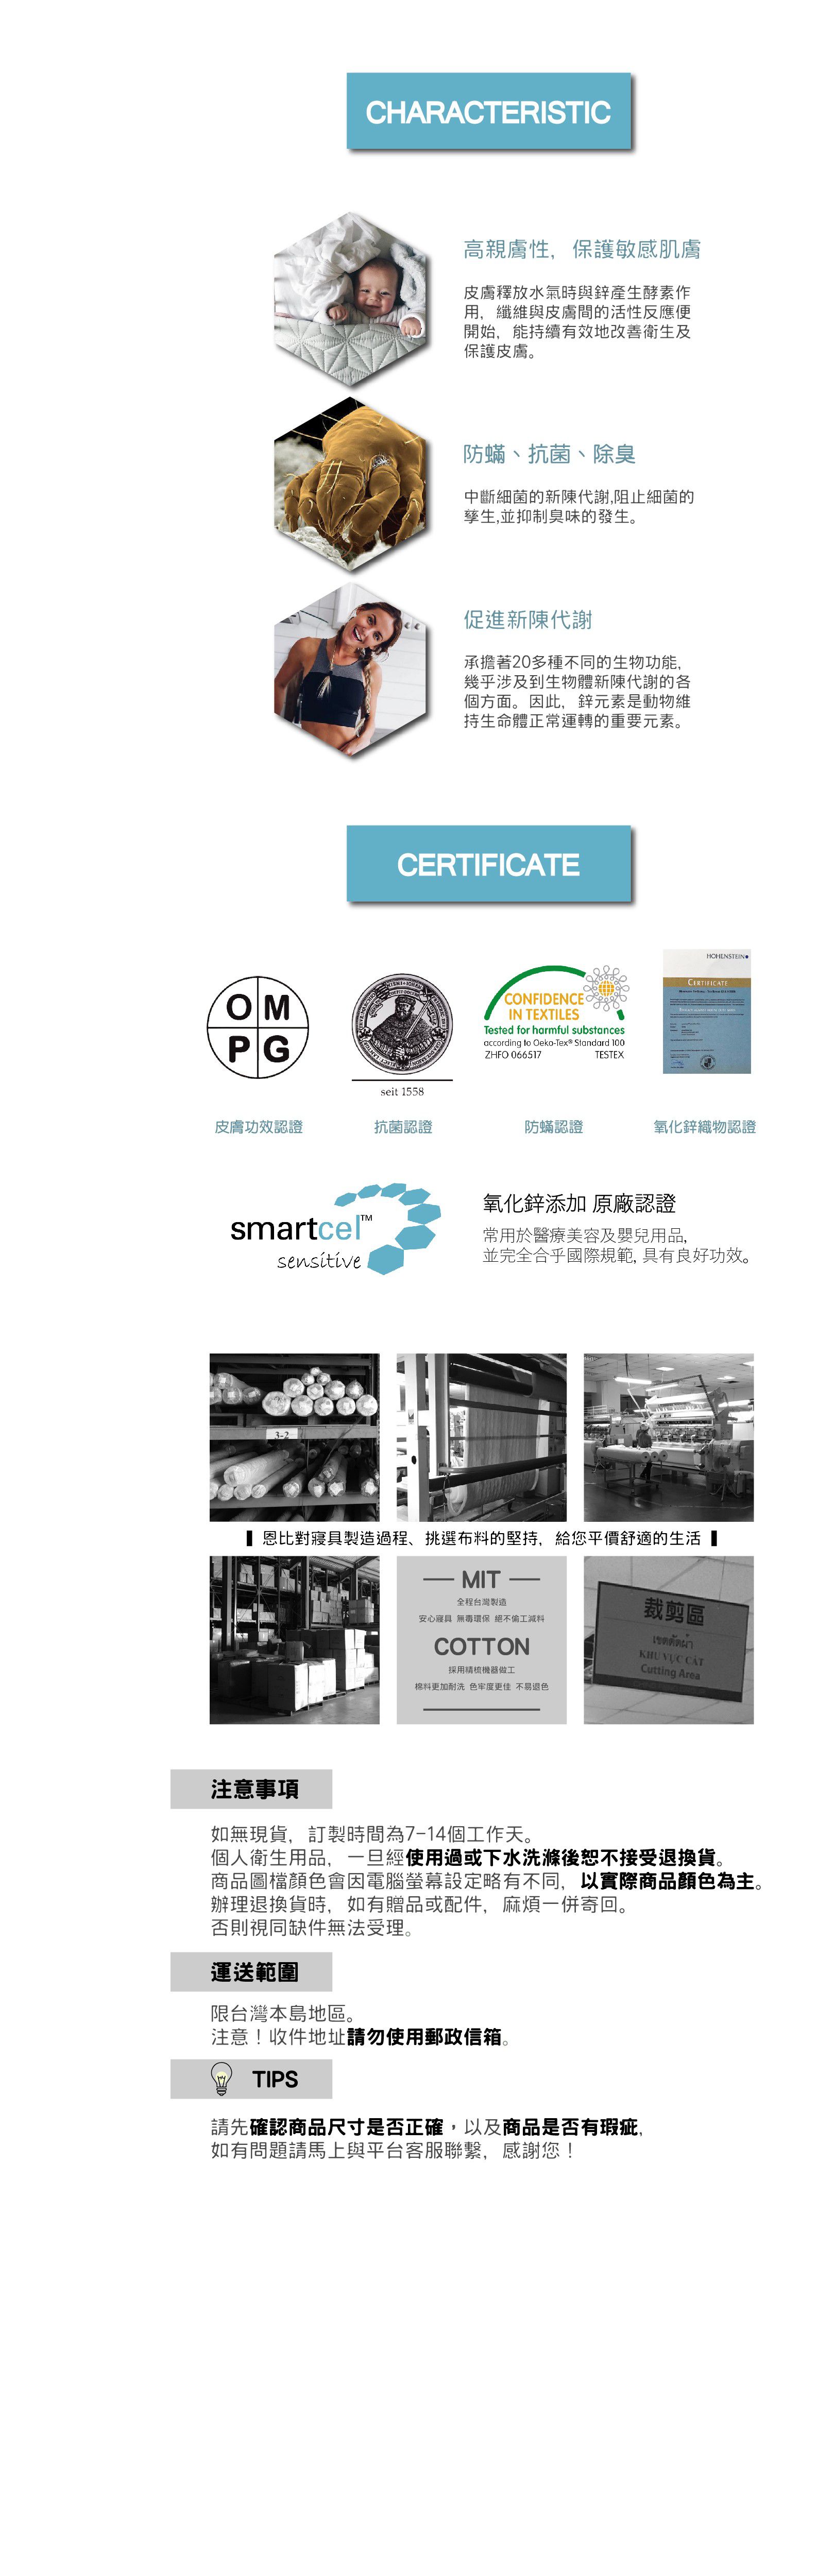 CHARACTERISTIC
高親膚性，保護敏感肌膚
皮膚釋放水氣時與鋅產生酵素作
用，纖維與皮膚間的活性反應便
開始，能持續有效地改善衛生及
保護皮膚。
防蟎、抗菌、除臭
中斷細菌的新陳代謝,阻止細菌的
孳生,並抑制臭味的發生。
促進新陳代謝
承擔著20多種不同的生物功能，
幾乎涉及到生物體新陳代謝的各
個方面。因此，鋅元素是動物維
持生命體正常運轉的重要元素。
CERTIFICATE
OM
PG
seit 1558
CONFIDENCE
IN TEXTILES
Tested for harmful substances
according to Oeko-Tex® Standard 100
ZHFO 066517 TESTEX
HOHENSTEIN
CERTIFICATE
皮膚功效認證 抗菌認證 防蟎認證 氧化鋅織物認證
smartcel™
sensitive
氧化鋅添加 原廠認證
常用於醫療美容及嬰兒用品,
並完全合乎國際規範, 具有良好功效。
3-2
恩比對寢具製造過程、挑選布料的堅持，給您平價舒適的生活
MIT
全程台灣製造
安心寢具 無毒環保 絕不偷工減料
COTTON
採用精梳機器做工
棉料更加耐洗 色牢度更佳 不易退色
裁剪區
เขตตัดผ้า
KHU VỰC CẮT
Cutting Area
注意事項
如無現貨，訂製時間為7-14個工作天。
個人衛生用品，一旦經使用過或下水洗滌後恕不接受退換貨。
商品圖檔顏色會因電腦螢幕設定略有不同，以實際商品顏色為主。
辦理退換貨時，如有贈品或配件，麻煩一併寄回。
否則視同缺件無法受理。
運送範圍
限台灣本島地區。
注意！收件地址請勿使用郵政信箱。
TIPS
請先確認商品尺寸是否正確，以及商品是否有瑕疵，
如有問題請馬上與平台客服聯繫，感謝您！